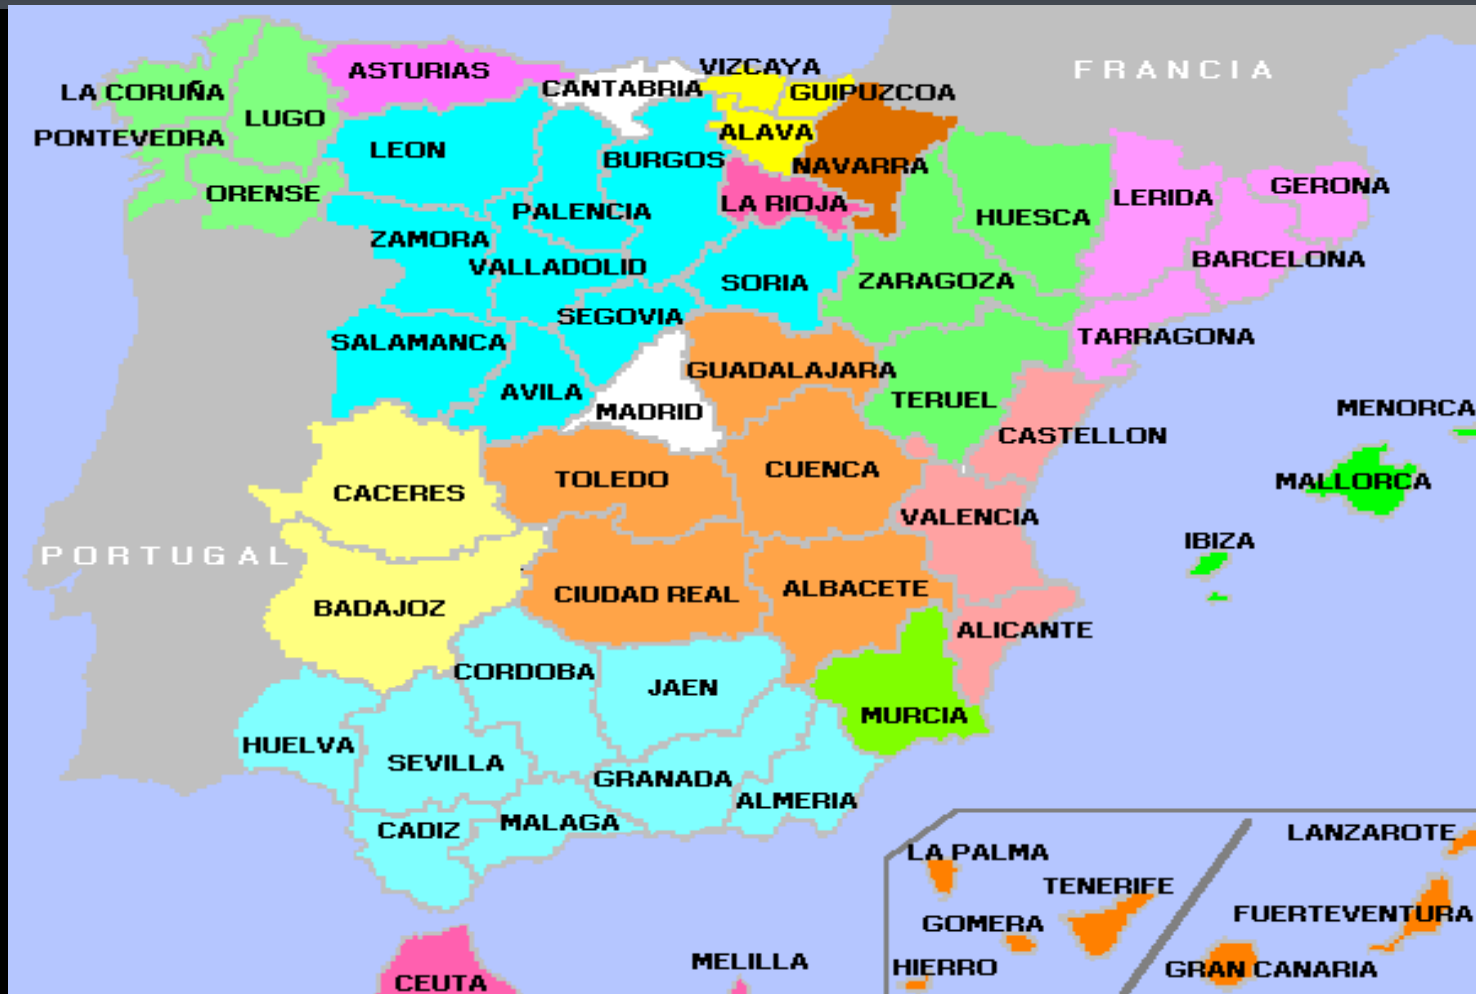 VIZCAYA
ASTURIAS
FRANCIA
CANTABRIA
LA CORUÑA
GUIPUZCOA
LUGO
ALAVA
PONTEVEDRA
LEON
BURGOS
NAVARRA
GERONA
ORENSE
LERIDA
LA RIOJA
PALENCIA
HUESCA
ZAMORA
BARCELONA
VALLADOLID
SORIA
ZARAGOZA
SEGOVIA
TARRAGONA
SALAMANCA
GUADALAJARA
AVILA
TERUEL
MENORCA
MADRID
CASTELLON
CUENCA
TOLEDO
MALLORCA
CACERES
VALENCIA
IBIZA
PORTUGAL
ALBACETE
CIUDAD REAL
BADAJOZ
ALICANTE
CORDOBA
JAEN
MURCIA
HUELVA
SEVILLA
GRANADA
ALMERIA
MALAGA
CADIZ
LANZAROTE
LA PALMA
TENERIFE
FUERTEVENTURA
GOMERA
MELILLA
HIERRO
GRAN CANARIA
CEUTA